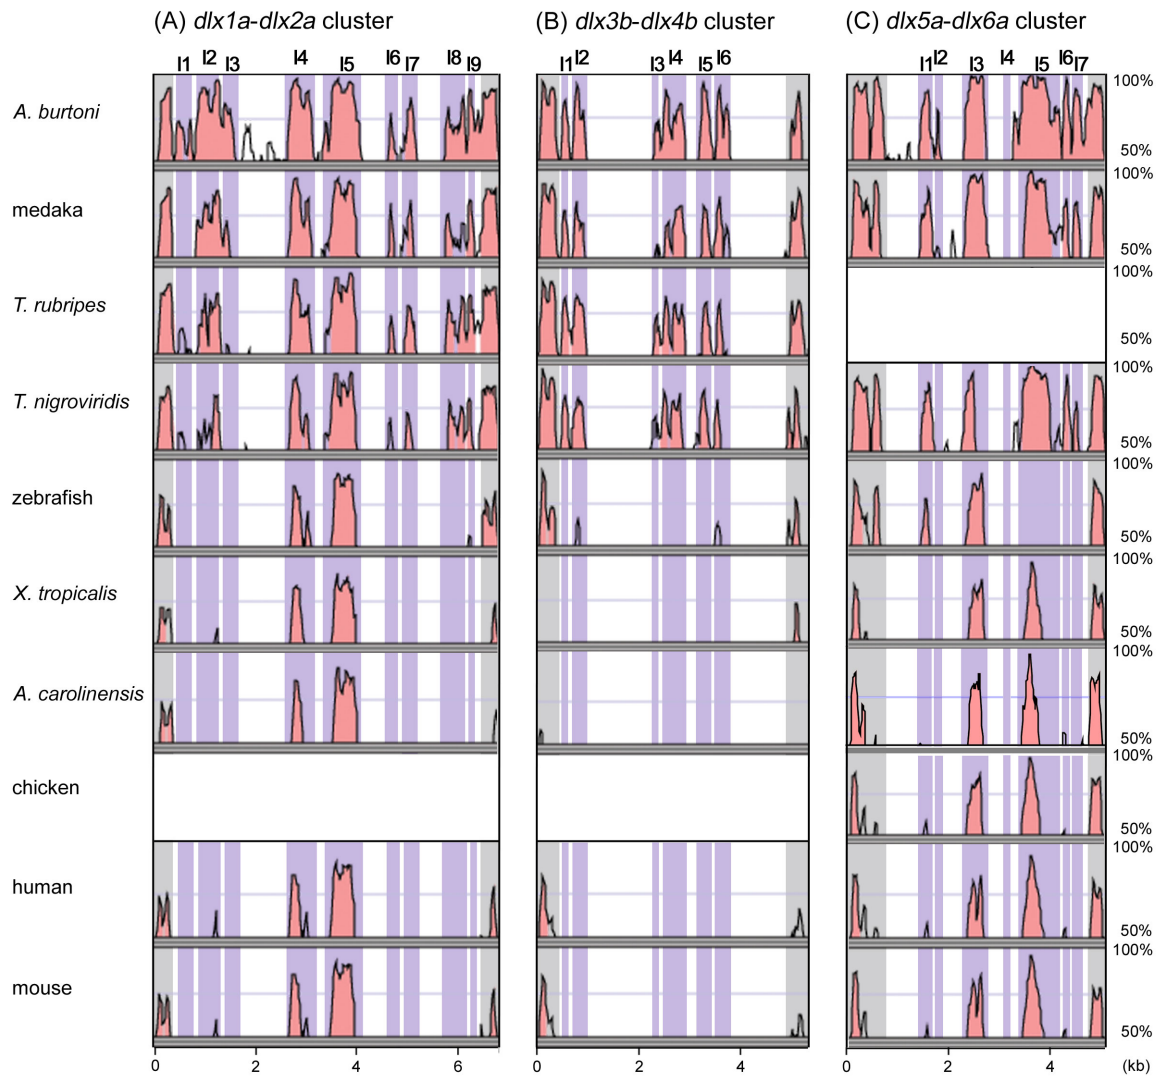 (A) dlx1a-dlx2a cluster (B) dlx3b-dlx4b cluster (C) dlx5a-dlx6a cluster
I1 I2 I3 I4 I5 I6 I7 I8 I9 I1 I2 I3 I4 I5 I6 I1 I2 I3 I4 I5 I6 I7
A. burtoni 100%
50%
medaka 100%
50%
T. rubripes 100%
50%
T. nigroviridis 100%
50%
zebrafish 100%
50%
X. tropicalis 100%
50%
A. carolinensis 100%
50%
chicken 100%
50%
human 100%
50%
mouse 100%
50%
0 2 4 6 0 2 4 0 2 4 (kb)